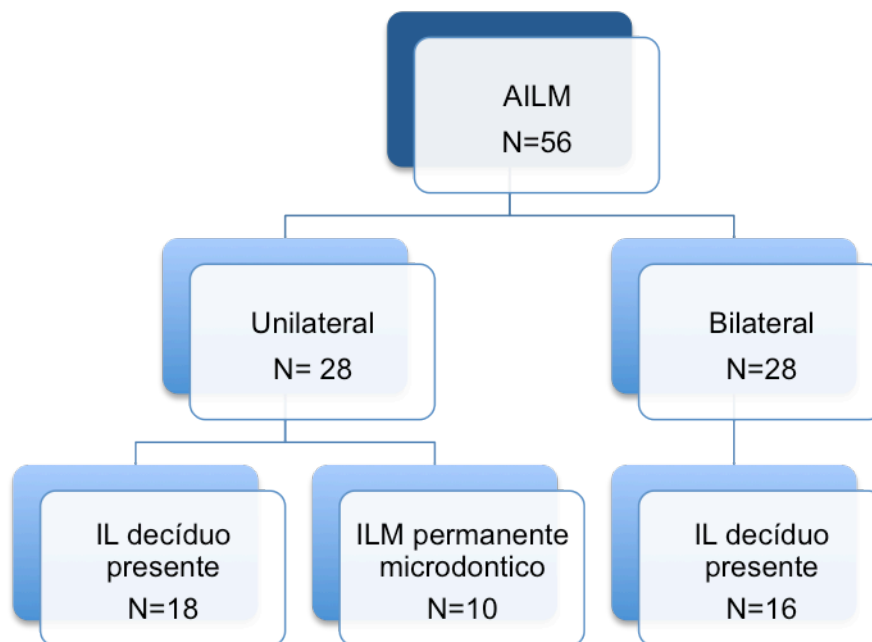 AILM
N=56
Unilateral
N= 28
Bilateral
N=28
IL decíduo
presente
N=18
ILM permanente
microdontico
N=10
IL decíduo
presente
N=16